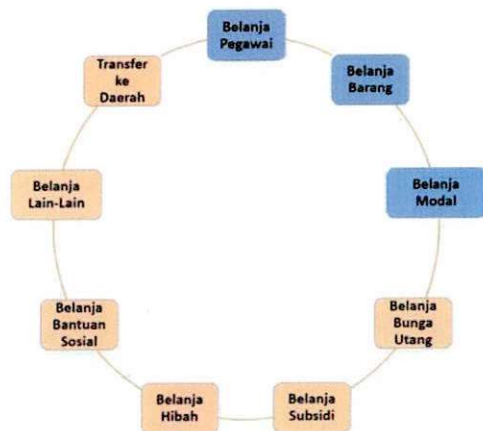 Belanja
Pegawai
Belanja
Barang
Belanja
Modal
Belanja
Bunga
Utang
Belanja
Subsidi
Belanja
Hibah
Belanja
Bantuan
Sosial
Belanja
Lain-Lain
Transfer
ke
Daerah